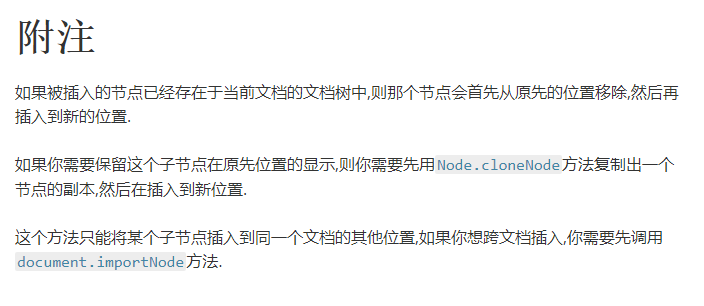 附注
如果被插入的节点已经存在于当前文档的文档树中,则那个节点会首先从原先的位置移除,然后再
插入到新的位置.
如果你需要保留这个子节点在原先位置的显示,则你需要先用Node.cloneNode方法复制出一个
节点的副本,然后在插入到新位置.
这个方法只能将某个子节点插入到同一个文档的其他位置,如果你想跨文档插入,你需要先调用
document.importNode方法.